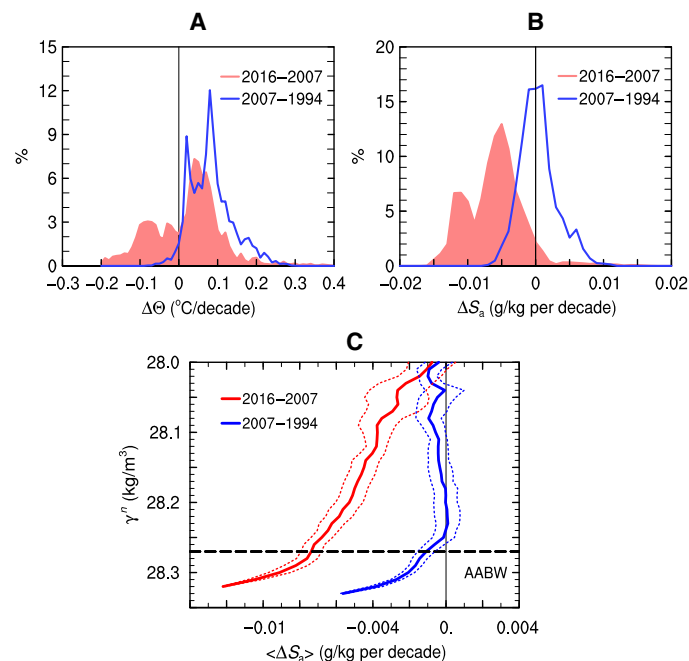 A
B
%
15
12
9
6
3
0
2016−2007
2007−1994
−0.3 −0.2 −0.1 0 0.1 0.2 0.3 0.4
ΔΘ (°C/decade)
%
20
15
10
5
0
2016−2007
2007−1994
−0.02 −0.01 0 0.01 0.02
ΔSₐ (g/kg per decade)
C
γⁿ (kg/m³)
28.0
28.1
28.2
28.3
2016−2007
2007−1994
AABW
−0.01 −0.004 0. 0.004
<ΔSₐ> (g/kg per decade)